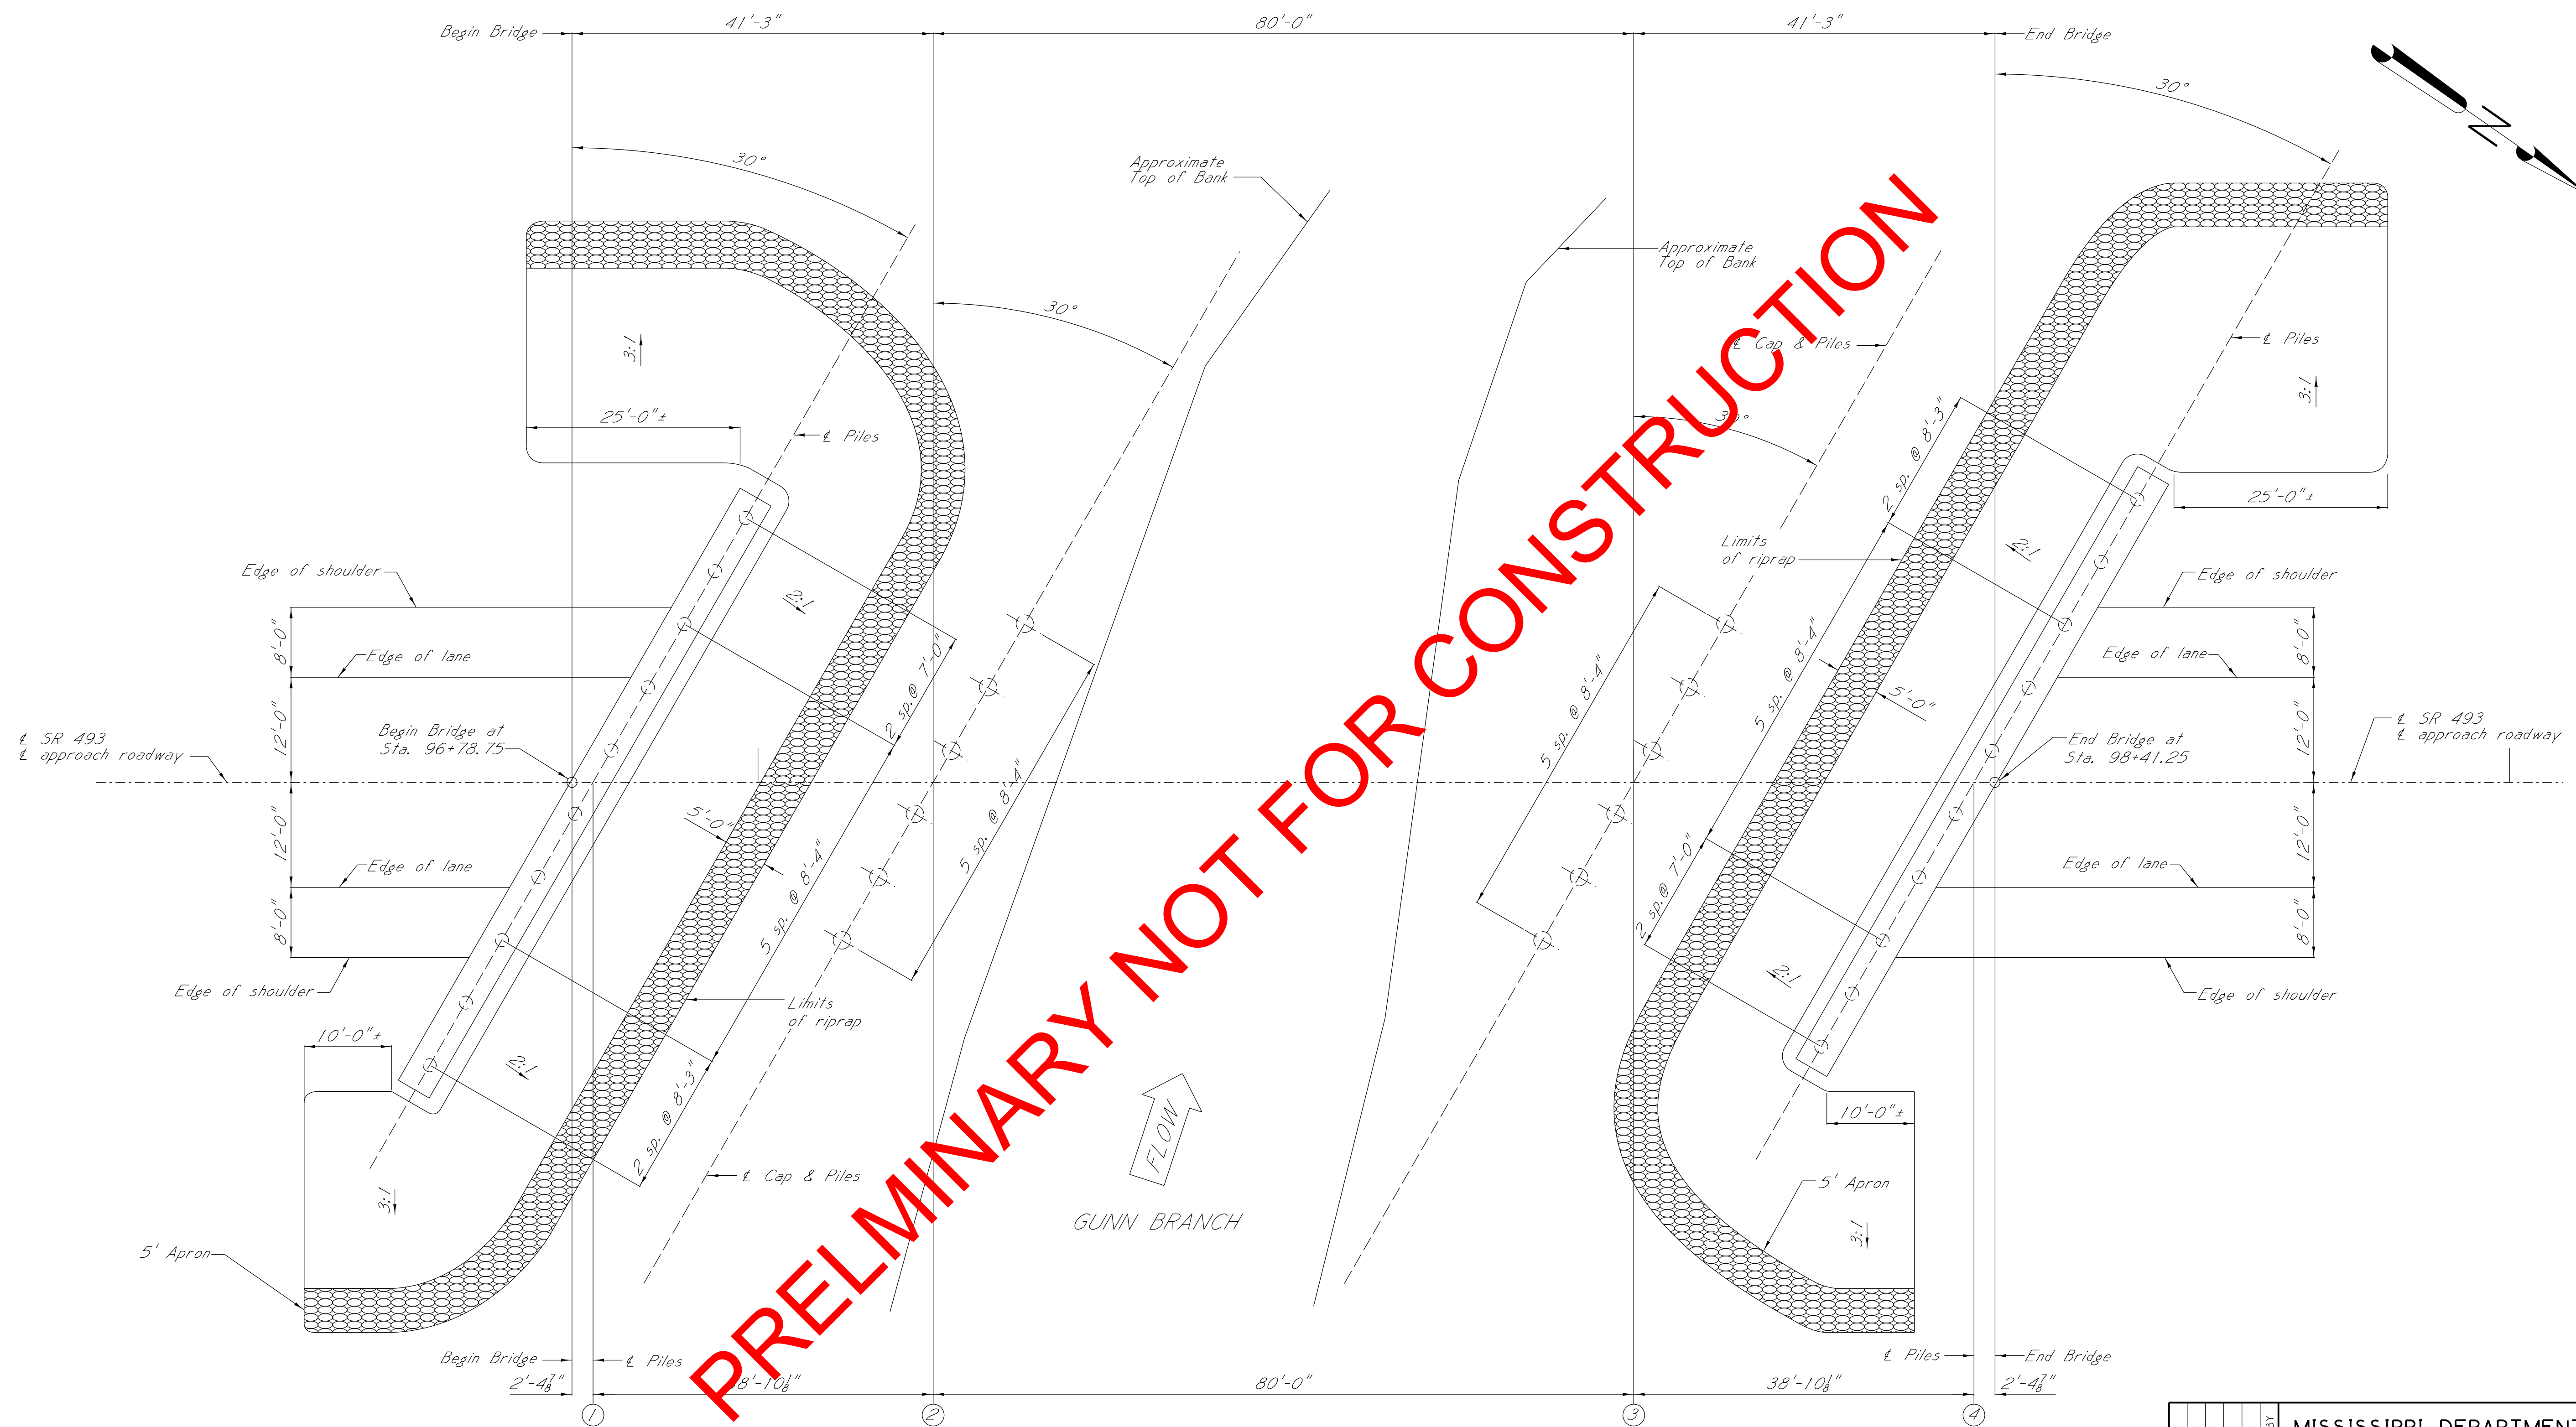 41'-3"
80'-0"
41'-3"
Begin Bridge
End Bridge
30°
N
30°
Approximate
Top of Bank
Approximate
Top of Bank
30°
℄ Cap & Piles
℄ Piles
3:1
3:1
25'-0"±
℄ Piles
2 sp. @ 8'-3"
25'-0"±
PRELMINARY NOT FOR CONSTRUCTION
Limits
of riprap
2:1
Edge of shoulder
Edge of shoulder
2:1
8'-0"
8'-0"
Edge of lane
Edge of lane
2 sp. @ 7'-0"
5 sp. @ 8'-4"
5 sp. @ 8'-4"
5'-0"
12'-0"
12'-0"
℄ SR 493
℄ approach roadway
Begin Bridge at
Sta. 96+78.75
End Bridge at
Sta. 98+41.25
℄ SR 493
℄ approach roadway
5'-0"
5 sp. @ 8'-4"
12'-0"
12'-0"
Edge of lane
Edge of lane
5 sp. @ 8'-4"
2 sp. @ 7'-0"
8'-0"
8'-0"
Edge of shoulder
Edge of shoulder
Limits
of riprap
2:1
10'-0"±
2:1
2 sp. @ 8'-3"
10'-0"±
FLOW
℄ Cap & Piles
5' Apron
3:1
GUNN BRANCH
3:1
5' Apron
Begin Bridge
℄ Piles
℄ Piles
End Bridge
2'-4⅞"
80'-0"
38'-10⅛"
2'-4⅞"
1
2
3
4
BY
MISSISSIPPI DEPARTMENT